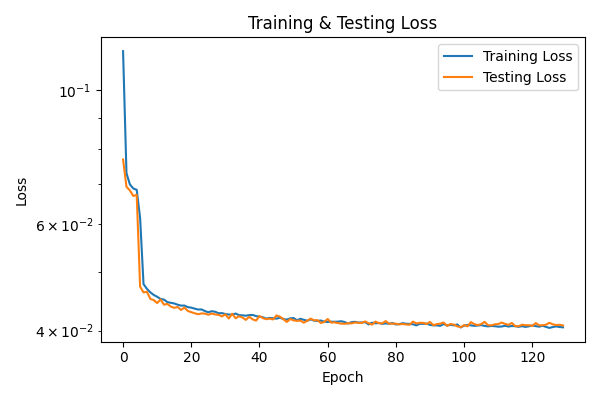 Training & Testing Loss
Training Loss
Testing Loss
Loss
10⁻¹
6 × 10⁻²
4 × 10⁻²
0 20 40 60 80 100 120
Epoch